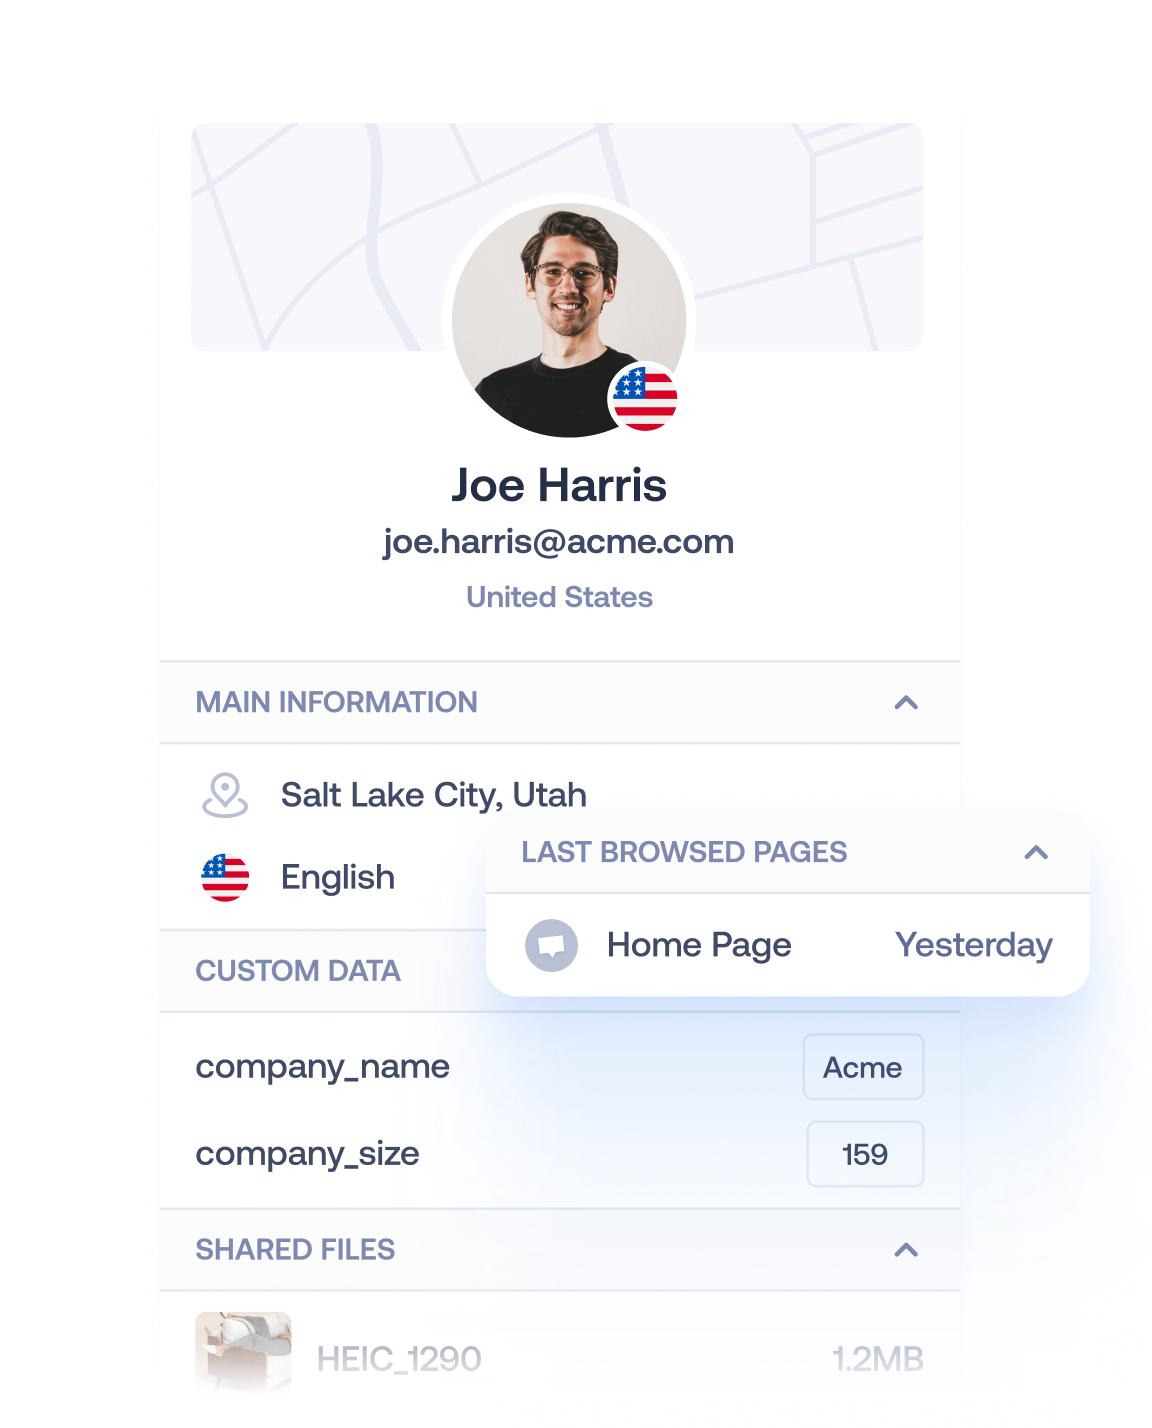 Joe Harris
joe.harris@acme.com
United States
MAIN INFORMATION
Salt Lake City, Utah
English
LAST BROWSED PAGES
Home Page Yesterday
CUSTOM DATA
company_name Acme
company_size 159
SHARED FILES
HEIC_1290 1.2MB